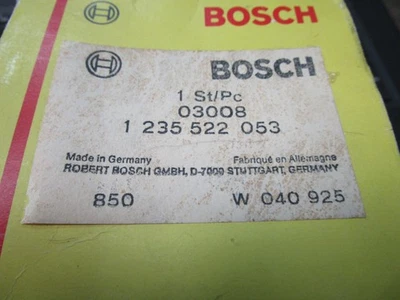 BOSCH
BOSCH
1 St/Pc
03008
1 235 522 053
Made in Germany Fabriqué en Allemagne
ROBERT BOSCH GMBH, D-7000 STUTTGART, GERMANY
850 W 040 925